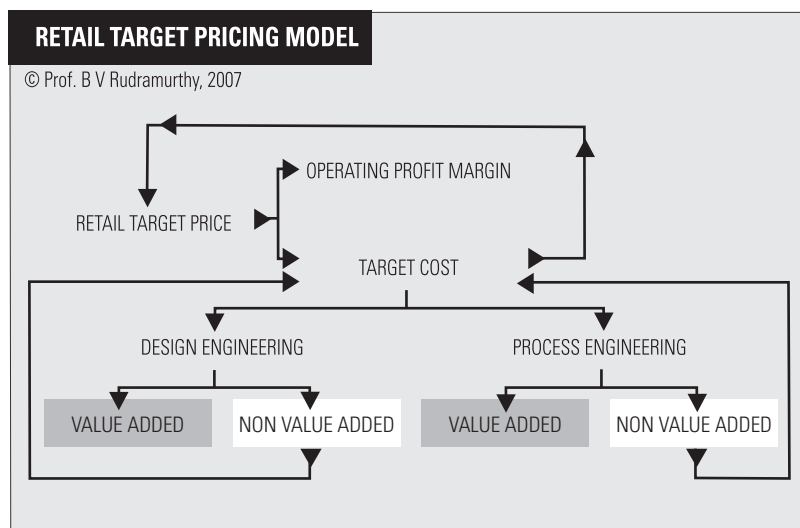 RETAIL TARGET PRICING MODEL
© Prof. B V Rudramurthy, 2007
OPERATING PROFIT MARGIN
RETAIL TARGET PRICE
TARGET COST
DESIGN ENGINEERING
PROCESS ENGINEERING
VALUE ADDED
NON VALUE ADDED
VALUE ADDED
NON VALUE ADDED